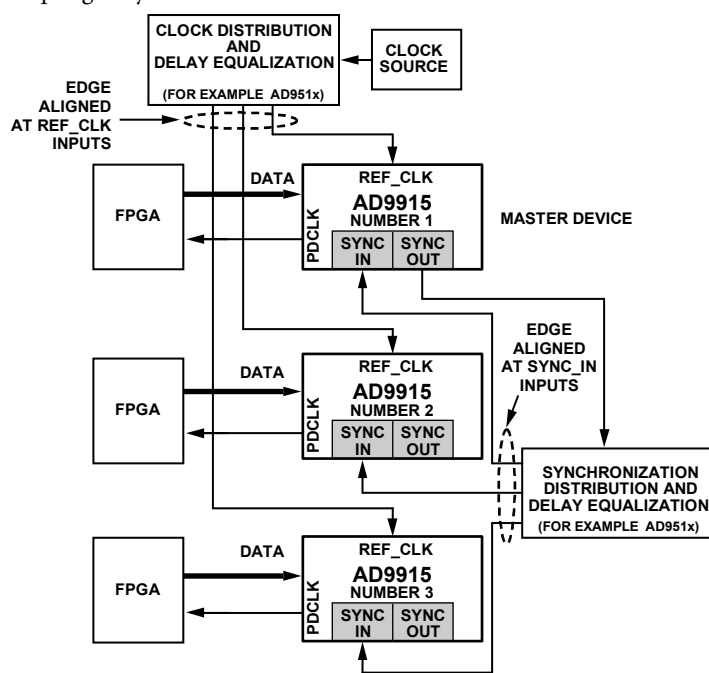 CLOCK DISTRIBUTION
AND
DELAY EQUALIZATION
(FOR EXAMPLE AD951x)
CLOCK
SOURCE
EDGE
ALIGNED
AT REF_CLK
INPUTS
FPGA
DATA
REF_CLK
AD9915
NUMBER 1
PDCLK
SYNC
IN
SYNC
OUT
MASTER DEVICE
EDGE
ALIGNED
AT SYNC_IN
INPUTS
FPGA
DATA
REF_CLK
AD9915
NUMBER 2
PDCLK
SYNC
IN
SYNC
OUT
SYNCHRONIZATION
DISTRIBUTION AND
DELAY EQUALIZATION
(FOR EXAMPLE AD951x)
FPGA
DATA
REF_CLK
AD9915
NUMBER 3
PDCLK
SYNC
IN
SYNC
OUT